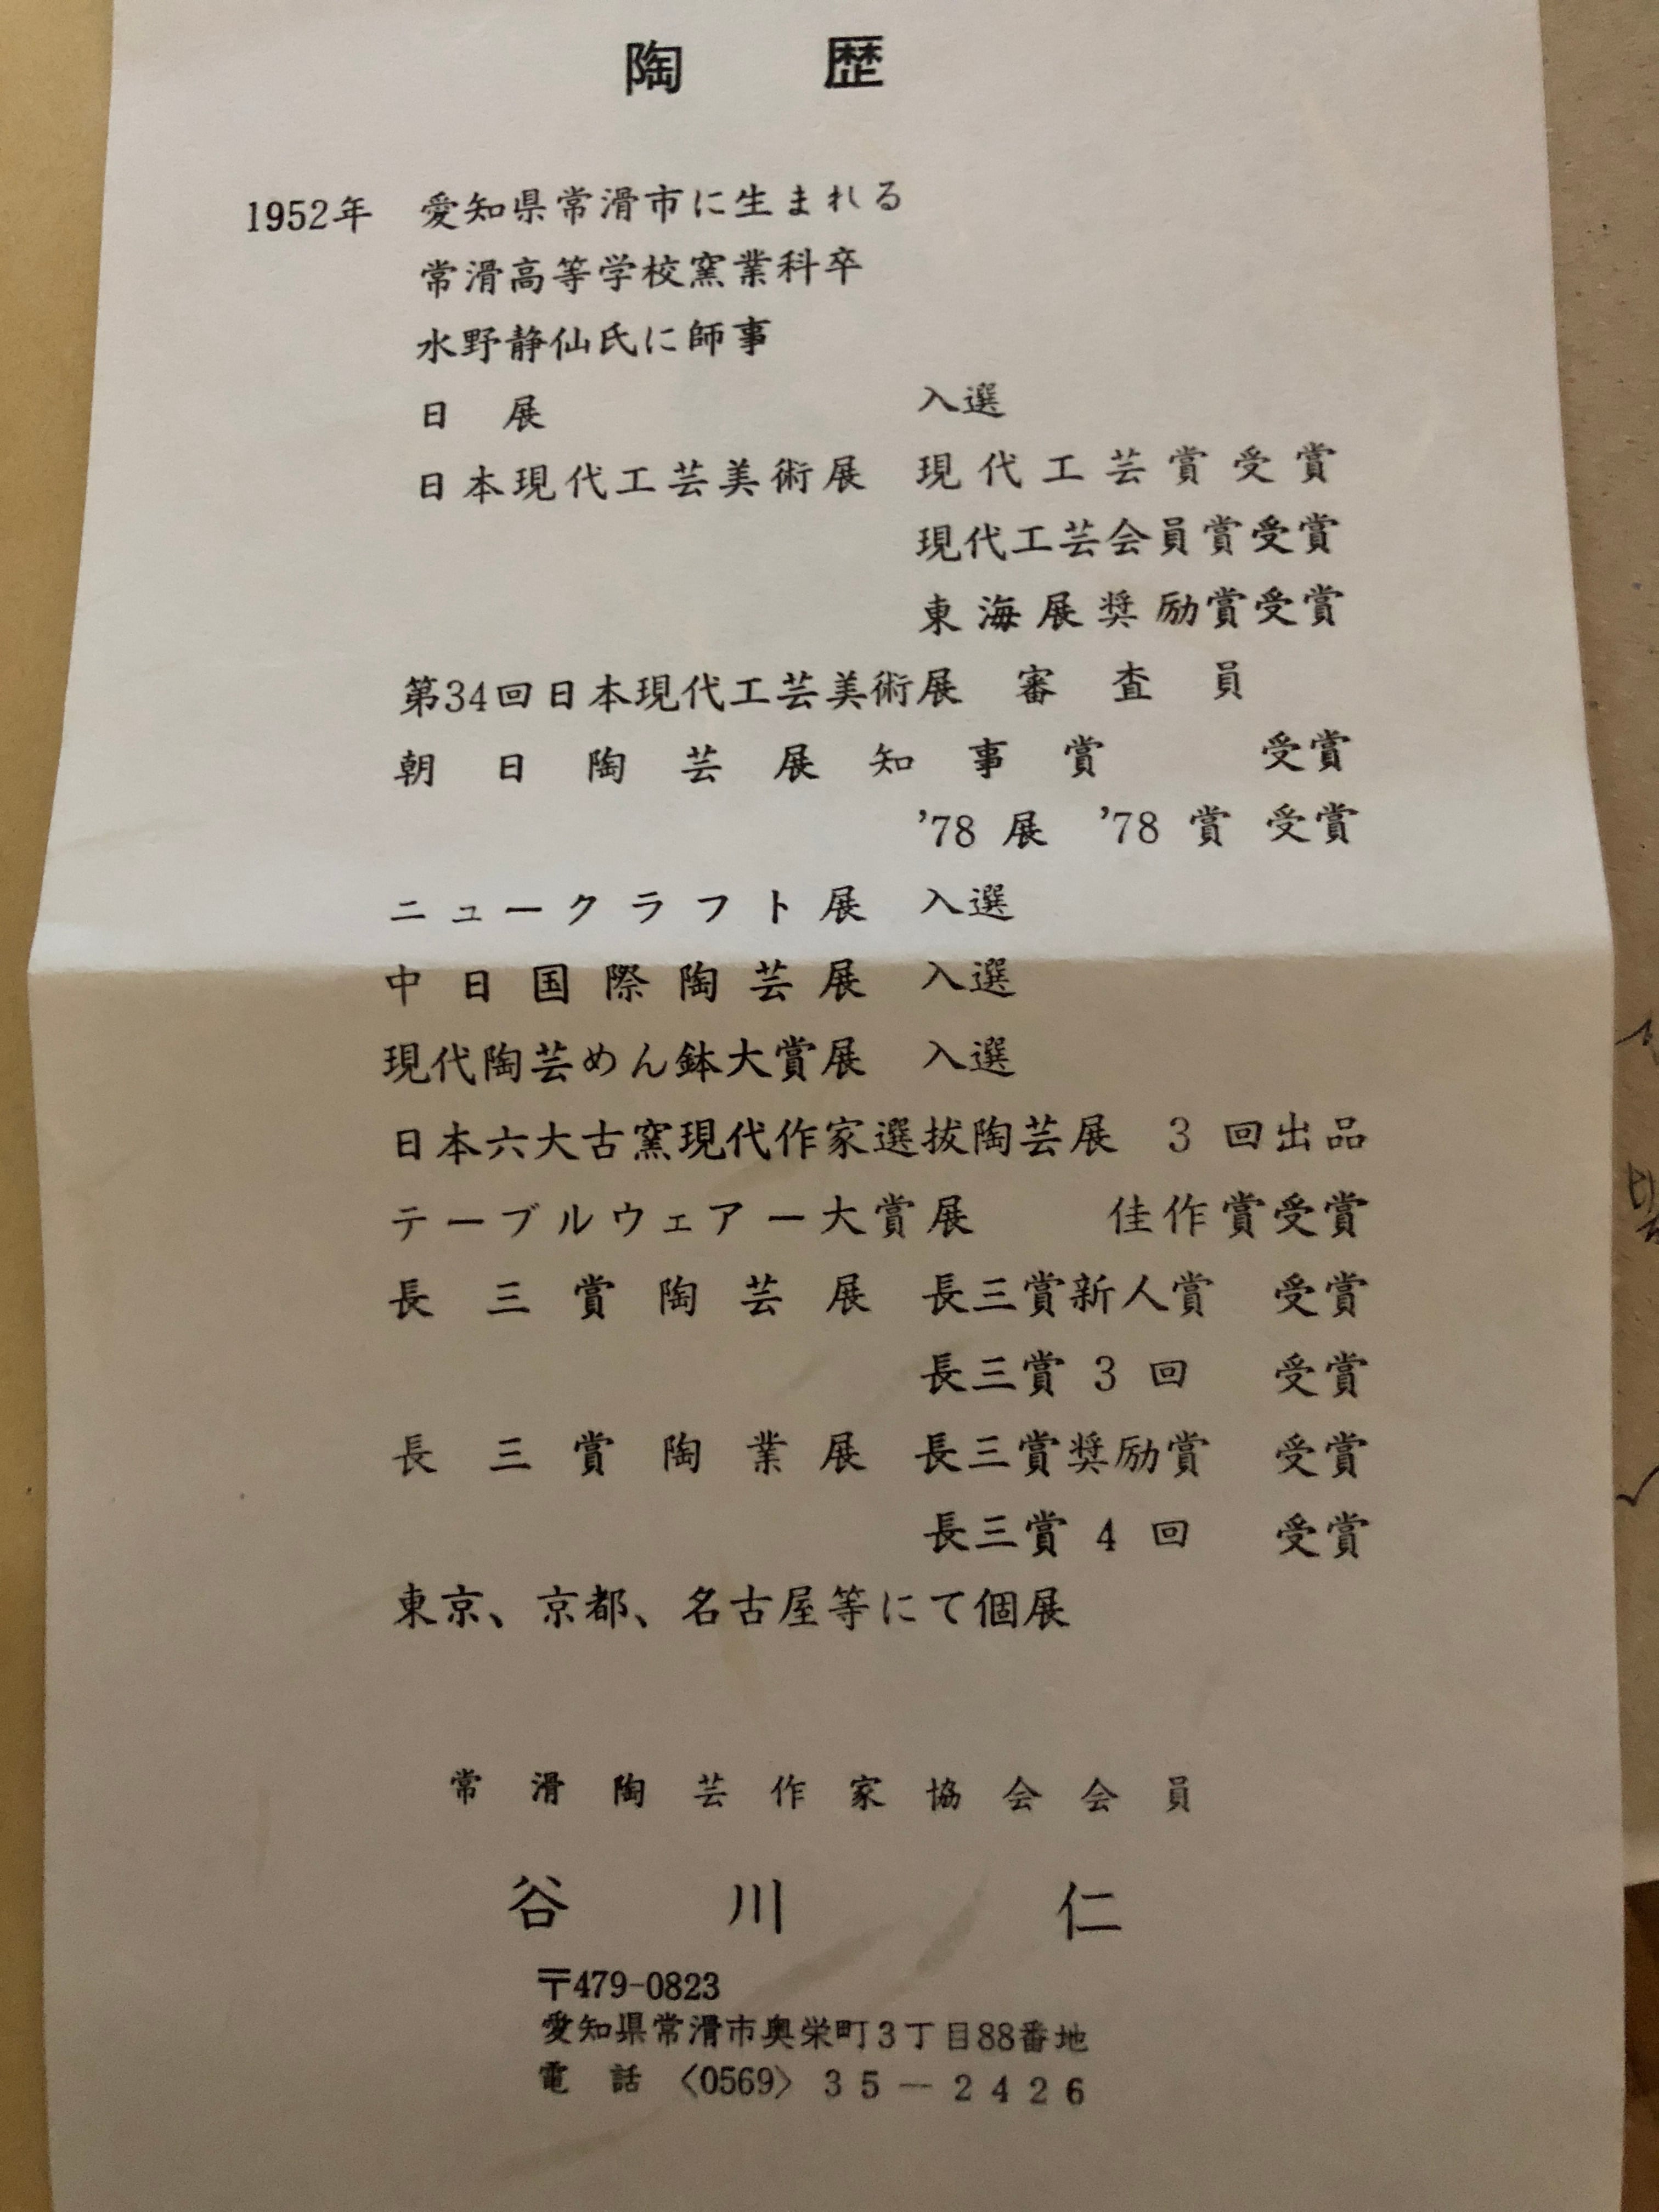 陶歴
1952年 愛知県常滑市に生まれる
常滑高等学校窯業科卒
水野静仙氏に師事
日展 入選
日本現代工芸美術展 現代工芸賞受賞
現代工芸会員賞受賞
東海展奨励賞受賞
第34回日本現代工芸美術展 審査員
朝日陶芸展知事賞 受賞
'78展 '78賞 受賞
ニュークラフト展 入選
中日国際陶芸展 入選
現代陶芸めん鉢大賞展 入選
日本六大古窯現代作家選抜陶芸展 3回出品
テーブルウェアー大賞展 佳作賞受賞
長三賞陶芸展 長三賞新人賞 受賞
長三賞3回 受賞
長三賞陶業展 長三賞奨励賞 受賞
長三賞4回 受賞
東京、京都、名古屋等にて個展
常滑陶芸作家協会会員
谷川 仁
〒479-0823
愛知県常滑市奥栄町3丁目88番地
電話〈0569〉35-2426